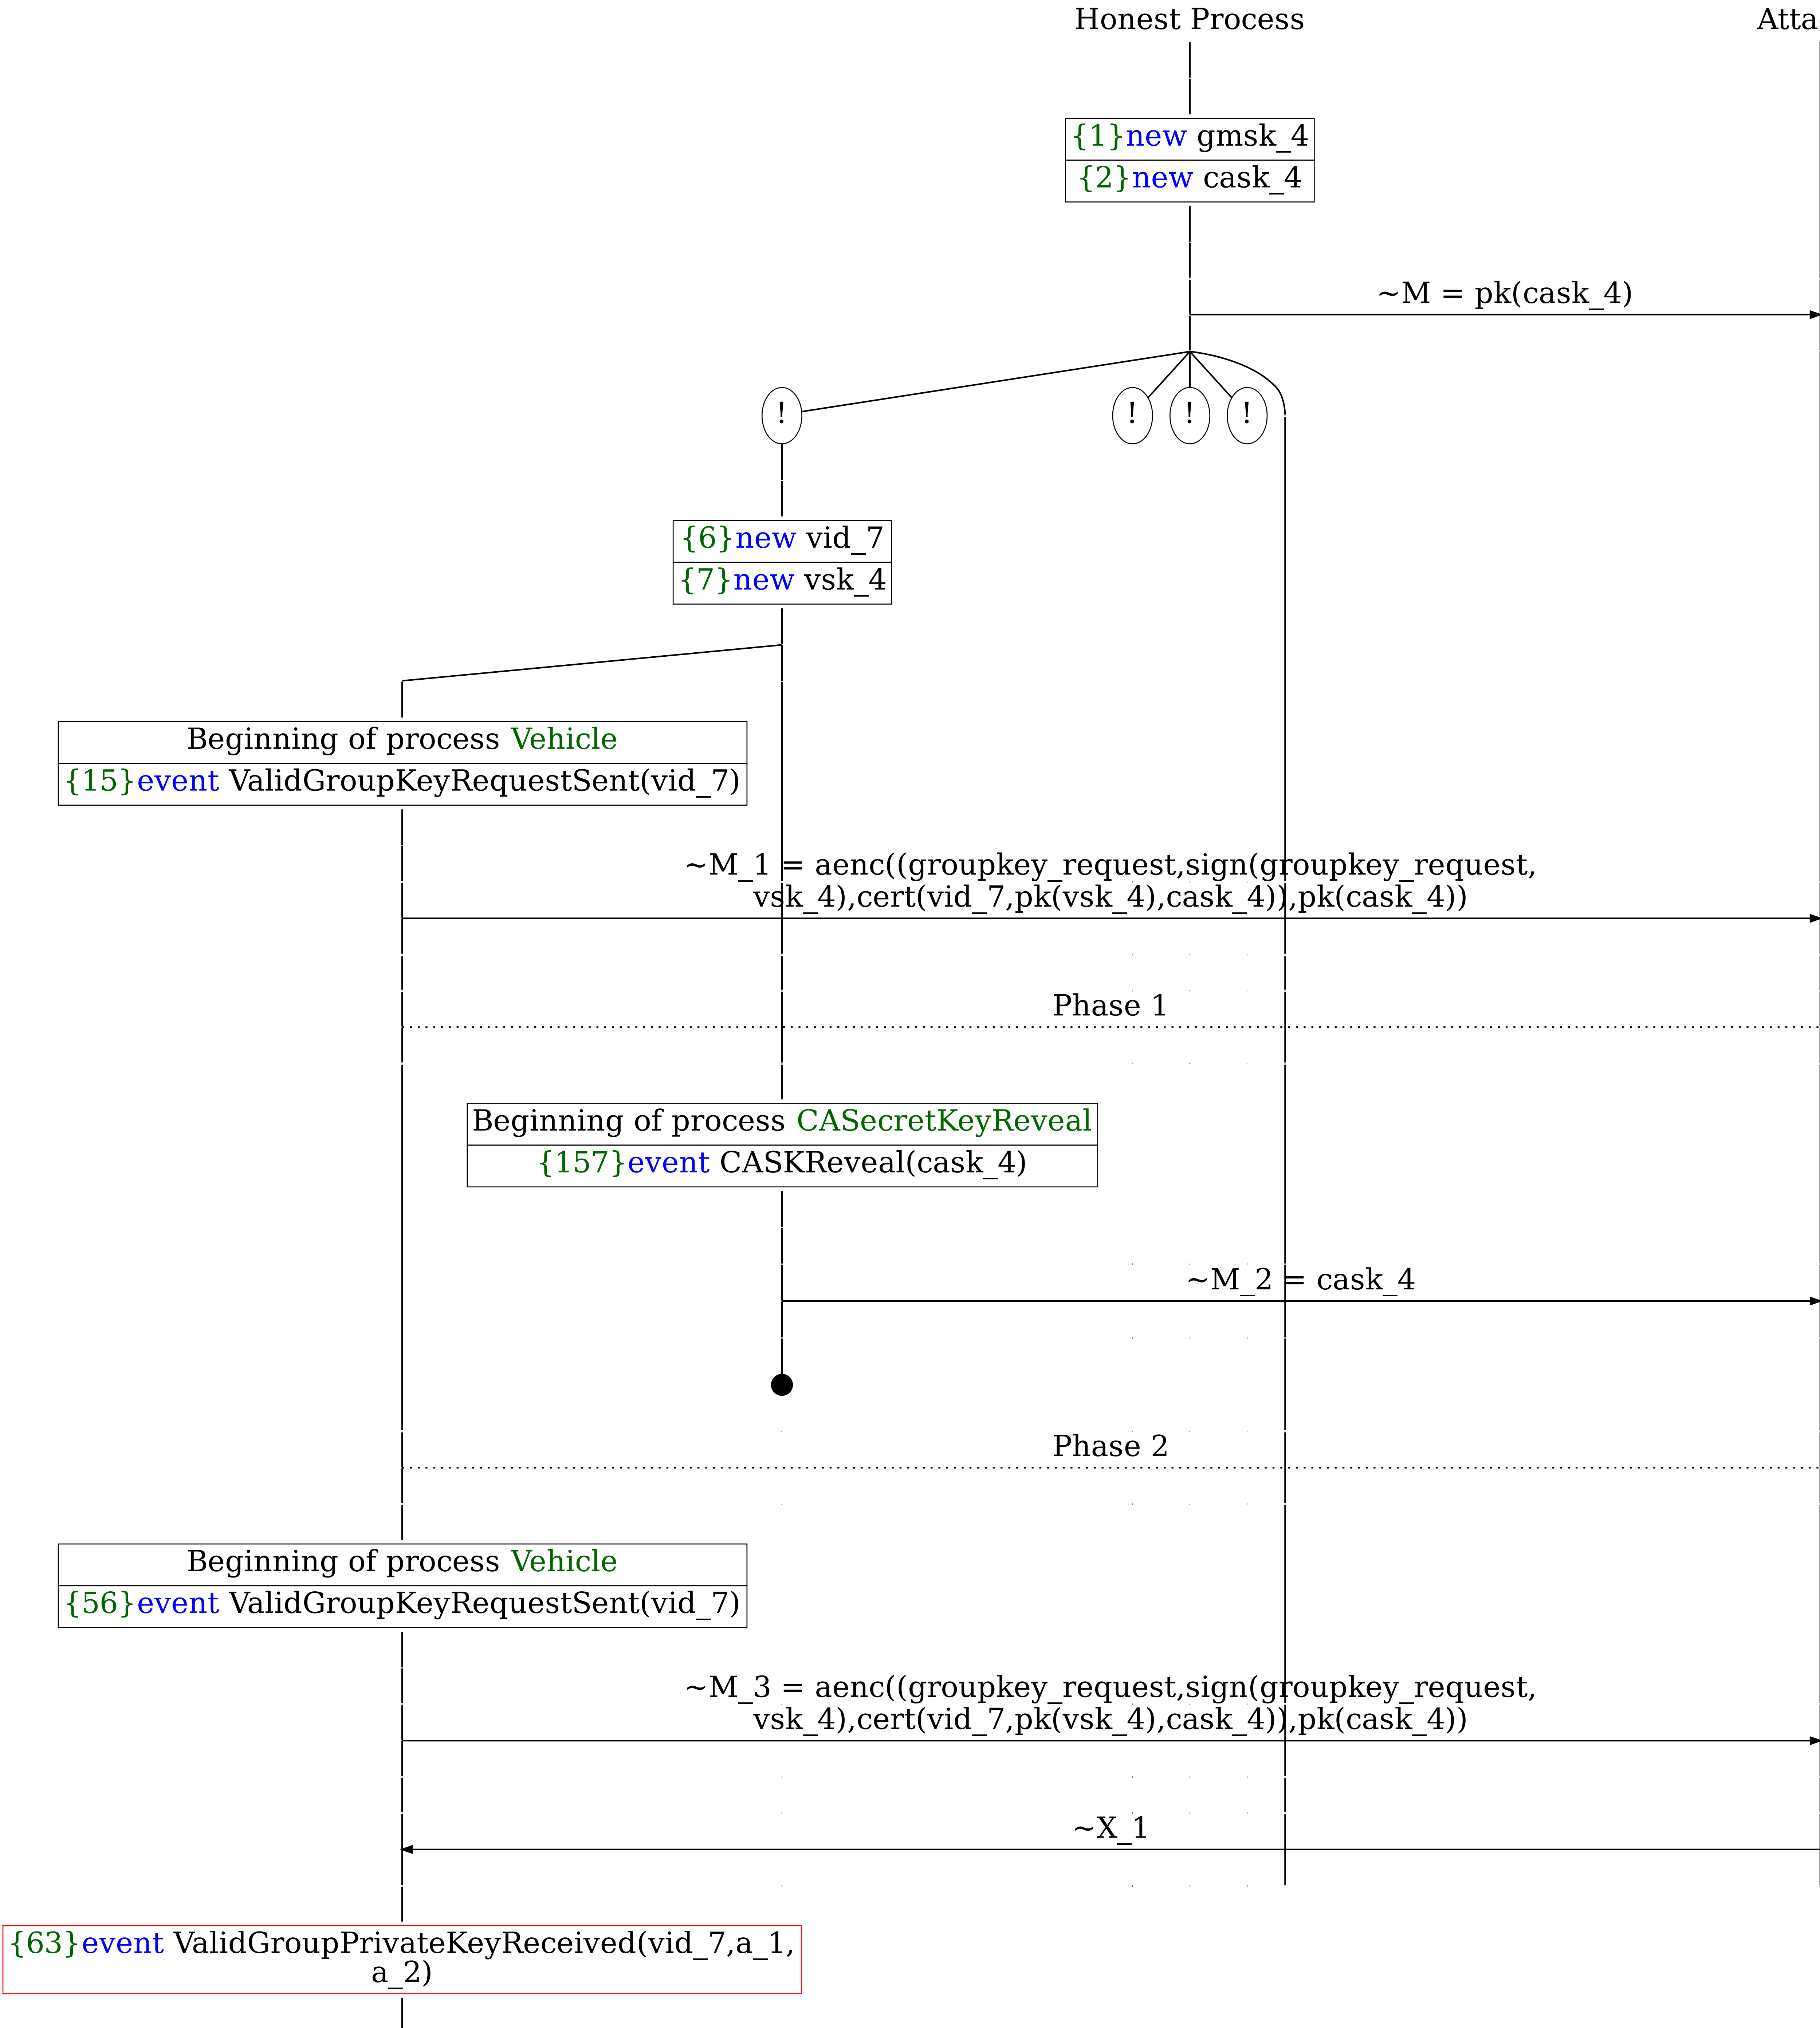 Honest Process
Atta
{1}new gmsk_4
{2}new cask_4
~M = pk(cask_4)
! ! ! !
{6}new vid_7
{7}new vsk_4
Beginning of process Vehicle
{15}event ValidGroupKeyRequestSent(vid_7)
~M_1 = aenc((groupkey_request,sign(groupkey_request,
vsk_4),cert(vid_7,pk(vsk_4),cask_4)),pk(cask_4))
Phase 1
Beginning of process CASecretKeyReveal
{157}event CASKReveal(cask_4)
~M_2 = cask_4
Phase 2
Beginning of process Vehicle
{56}event ValidGroupKeyRequestSent(vid_7)
~M_3 = aenc((groupkey_request,sign(groupkey_request,
vsk_4),cert(vid_7,pk(vsk_4),cask_4)),pk(cask_4))
~X_1
{63}event ValidGroupPrivateKeyReceived(vid_7,a_1,
a_2)